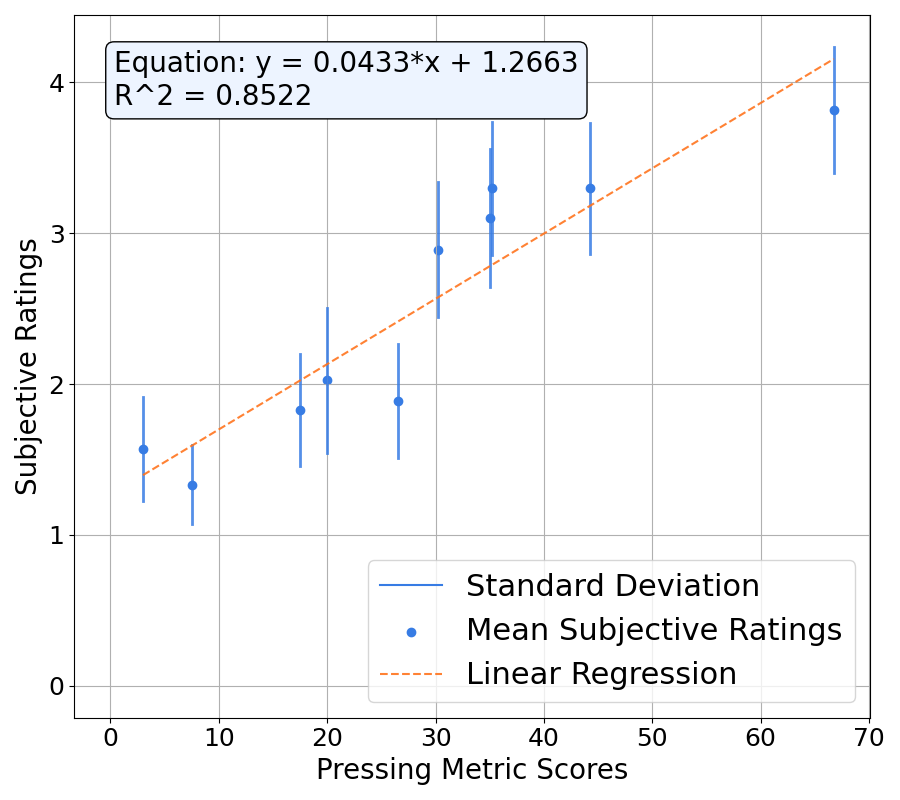 Equation: y = 0.0433*x + 1.2663
R^2 = 0.8522
4
3
2
1
0
Subjective Ratings
Standard Deviation
Mean Subjective Ratings
Linear Regression
0 10 20 30 40 50 60 70
Pressing Metric Scores